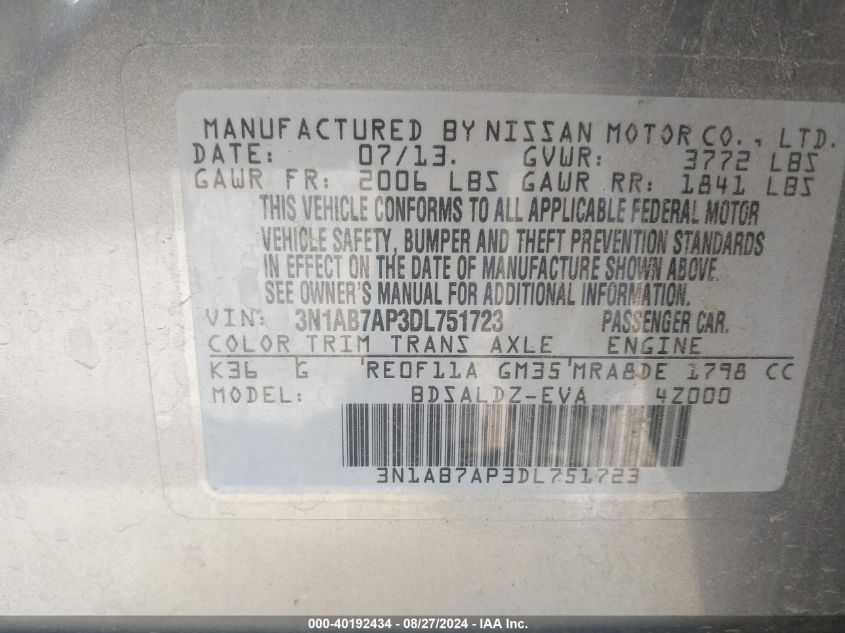 MANUFACTURED BY NISSAN MOTOR CO., LTD.
DATE: 07/13. GVWR: 3772 LBS
GAWR FR: 2006 LBS GAWR RR: 1841 LBS
THIS VEHICLE CONFORMS TO ALL APPLICABLE FEDERAL MOTOR
VEHICLE SAFETY, BUMPER AND THEFT PREVENTION STANDARDS
IN EFFECT ON THE DATE OF MANUFACTURE SHOWN ABOVE.
SEE OWNER'S MANUAL FOR ADDITIONAL INFORMATION.
VIN: 3N1AB7AP3DL751723 PASSENGER CAR.
COLOR TRIM TRANS AXLE ENGINE
K36 G RE0F11A GM35 MRA8DE 1798 CC
MODEL: BDSALDZ-EVA 4Z000
3N1AB7AP3DL751723
000-40192434 - 08/27/2024 - IAA Inc.